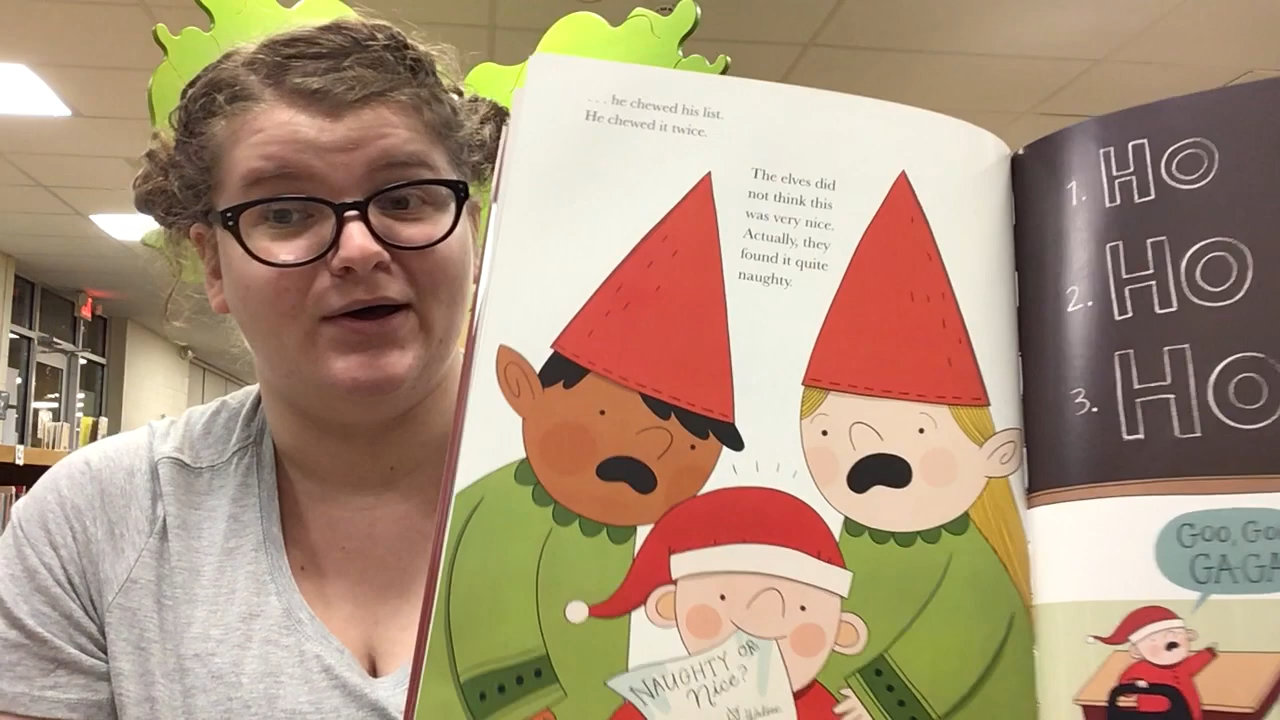 . . . he chewed his list.
He chewed it twice.
The elves did
not think this
was very nice.
Actually, they
found it quite
naughty.
NAUGHTY OR
Nice?
1. HO
2. HO
3. HO
GOO, GOO
GA-GA